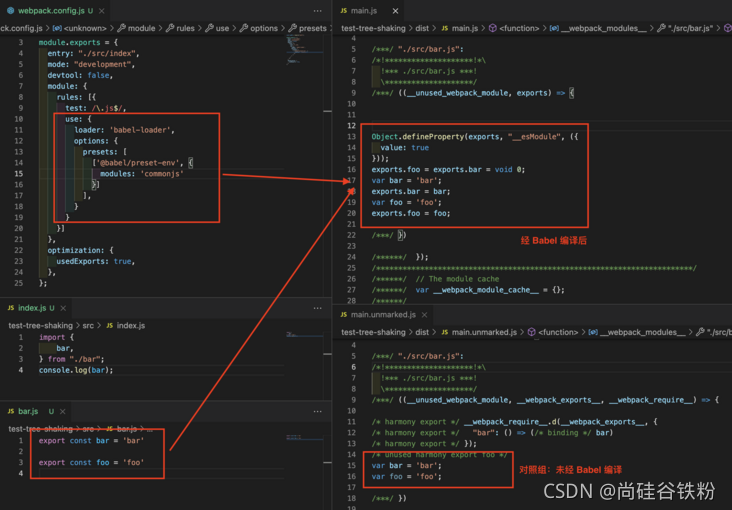 webpack.config.js U
ck.config.js > <unknown> > module > rules > use > options > presets
3 module.exports = {
4 entry: "./src/index",
5 mode: "development",
6 devtool: false,
7 module: {
8 rules: [{
9 test: /\.js$/,
10 use: {
11 loader: 'babel-loader',
12 options: {
13 presets: [
14 ['@babel/preset-env', {
15 modules: 'commonjs'
16 }]
17 ],
18 }
19 }
20 }]
21 },
22 optimization: {
23 usedExports: true,
24 },
25 };
JS index.js U
test-tree-shaking > src > JS index.js
1 import {
2 bar,
3 } from "./bar";
4 console.log(bar);
JS bar.js U
test-tree-shaking > src > JS bar.js > ...
1 export const bar = 'bar'
2
3 export const foo = 'foo'
4
JS main.js
test-tree-shaking > dist > JS main.js > <function> > __webpack_modules__ > "./src/bar.js" >
4
5 /***/ "./src/bar.js":
6 /*!********************!*\
7 !*** ./src/bar.js ***!
8 \********************/
9 /***/ ((__unused_webpack_module, exports) => {
10
11
12
13 Object.defineProperty(exports, "__esModule", ({
14 value: true
15 }));
16 exports.foo = exports.bar = void 0;
17 var bar = 'bar';
18 exports.bar = bar;
19 var foo = 'foo';
20 exports.foo = foo;
21
经 Babel 编译后
22 /***/ })
23
24 /******/ });
25 /************************************************************************/
26 /******/ // The module cache
27 /******/ var __webpack_module_cache__ = {};
28 /******/
JS main.unmarked.js
test-tree-shaking > dist > JS main.unmarked.js > <function> > __webpack_modules__ > "./src/b
4
5 /***/ "./src/bar.js":
6 /*!********************!*\
7 !*** ./src/bar.js ***!
8 \********************/
9 /***/ ((__unused_webpack_module, __webpack_exports__, __webpack_require__) => {
10
11 /* harmony export */ __webpack_require__.d(__webpack_exports__, {
12 /* harmony export */ "bar": () => (/* binding */ bar)
13 /* harmony export */ });
14 /* unused harmony export foo */
15 var bar = 'bar';
16 var foo = 'foo';
对照组：未经 Babel 编译
17
18 /***/ })
CSDN @尚硅谷铁粉